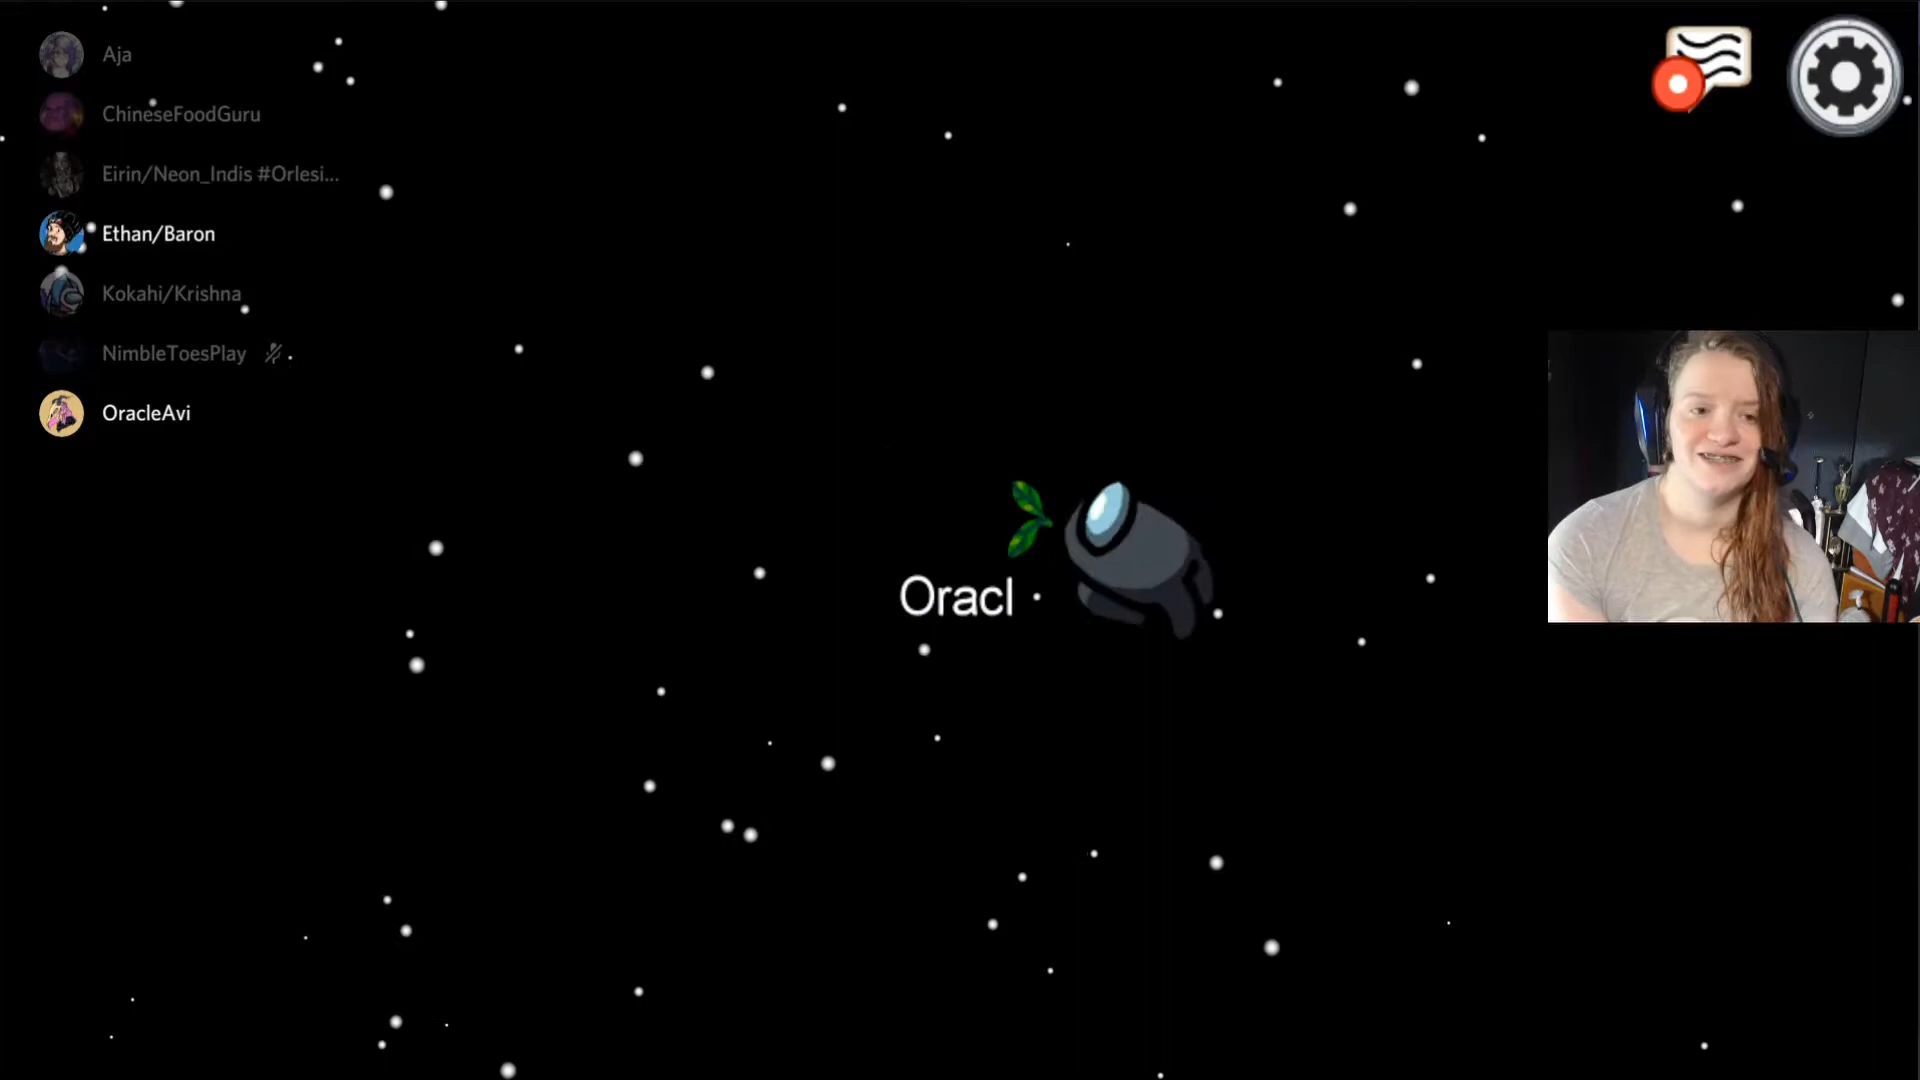 Aja
ChineseFoodGuru
Eirin/Neon_Indis #Orlesi...
Ethan/Baron
Kokahi/Krishna
NimbleToesPlay
OracleAvi
Oracl